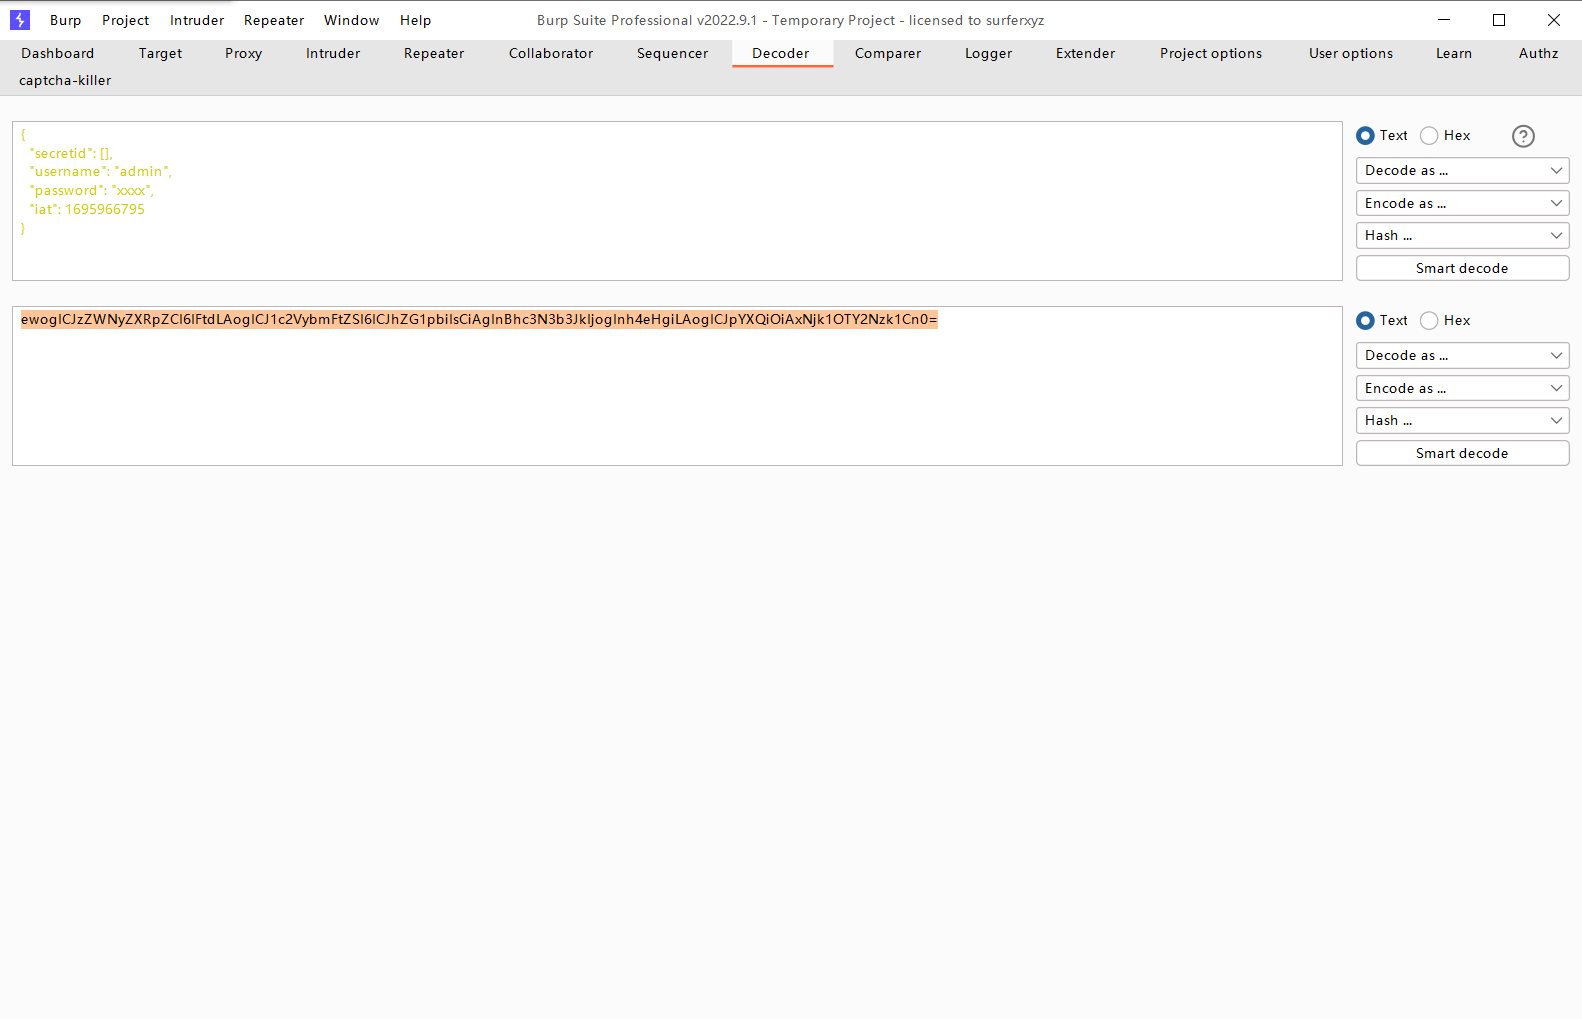 Burp Project Intruder Repeater Window Help Burp Suite Professional v2022.9.1 - Temporary Project - licensed to surferxyz
Dashboard Target Proxy Intruder Repeater Collaborator Sequencer Decoder Comparer Logger Extender Project options User options Learn Authz
captcha-killer
{
"secretid": [],
"username": "admin",
"password": "xxxx",
"iat": 1695966795
}
Text Hex ?
Decode as ...
Encode as ...
Hash ...
Smart decode
ewogICJzZWNyZXRpZCI6IFtdLAogICJ1c2VybmFtZSI6ICJhZG1pbiIsCiAgInBhc3N3b3JkIjogInh4eHgiLAogICJpYXQiOiAxNjk1OTY2Nzk1Cn0=
Text Hex
Decode as ...
Encode as ...
Hash ...
Smart decode